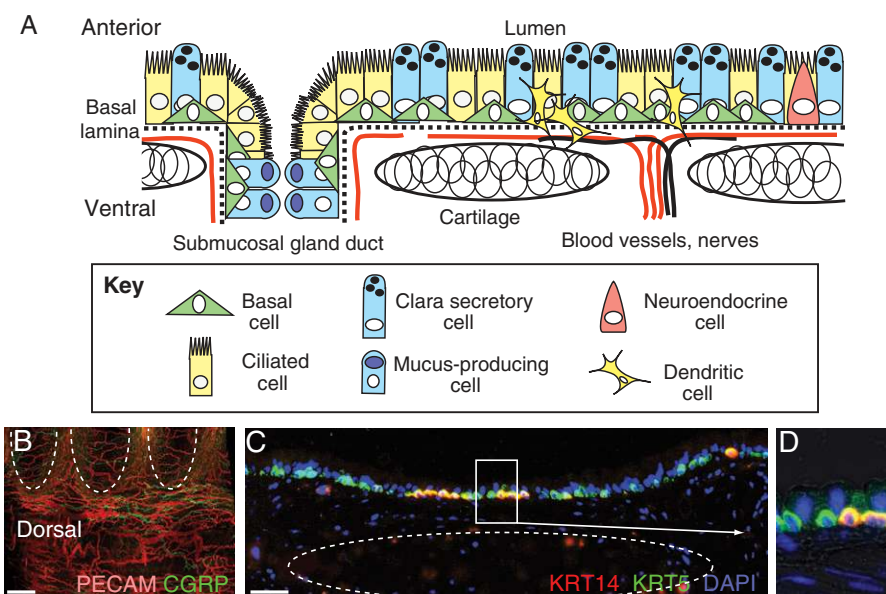 A
Anterior
Lumen
Basal
lamina
Ventral
Cartilage
Submucosal gland duct
Blood vessels, nerves
Key
Basal
cell
Clara secretory
cell
Neuroendocrine
cell
Ciliated
cell
Mucus-producing
cell
Dendritic
cell
B
C
D
Dorsal
PECAM CGRP
KRT14 KRT5 DAPI